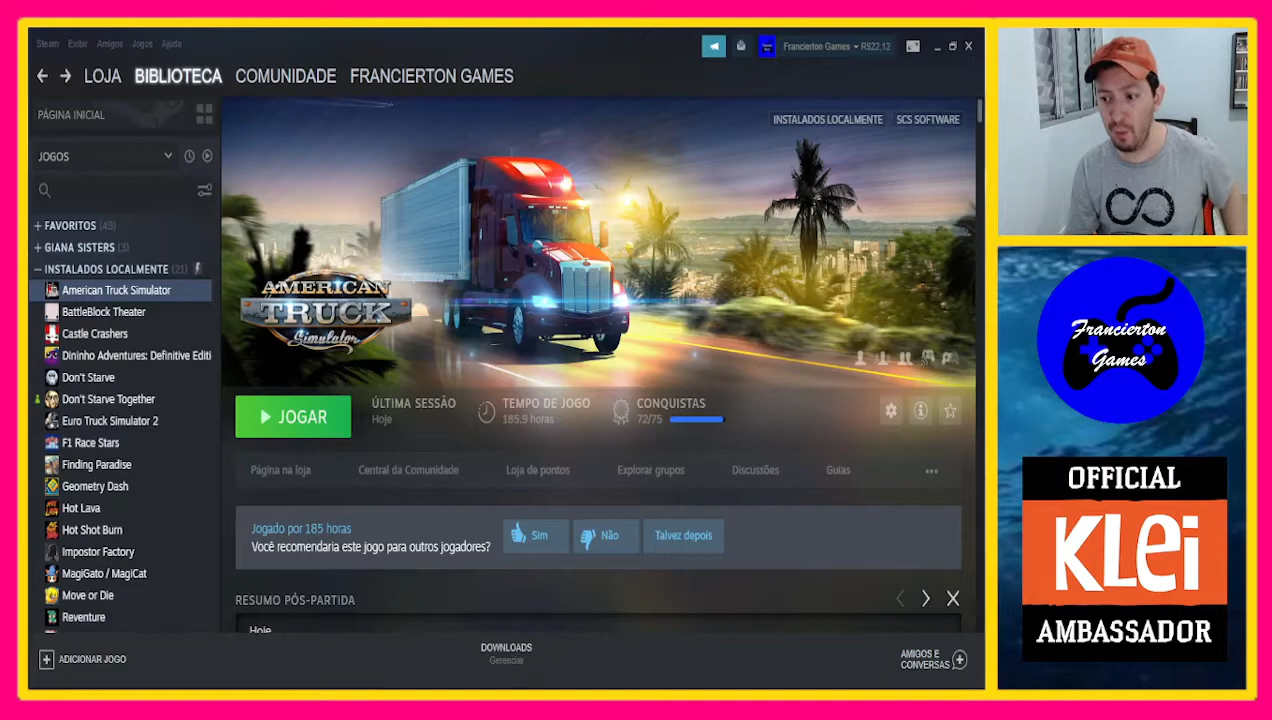 Steam Exibir Amigos Jogos Ajuda
Francierton Games R$22,12
LOJA BIBLIOTECA COMUNIDADE FRANCIERTON GAMES
PÁGINA INICIAL
JOGOS
FAVORITOS (49)
GIANA SISTERS (3)
INSTALADOS LOCALMENTE (21)
American Truck Simulator
BattleBlock Theater
Castle Crashers
Dininho Adventures: Definitive Editi
Don't Starve
Don't Starve Together
Euro Truck Simulator 2
F1 Race Stars
Finding Paradise
Geometry Dash
Hot Lava
Hot Shot Burn
Impostor Factory
MagiGato / MagiCat
Move or Die
Reventure
ADICIONAR JOGO
INSTALADOS LOCALMENTE SCS SOFTWARE
AMERICAN
TRUCK
Simulator
JOGAR
ÚLTIMA SESSÃO
Hoje
TEMPO DE JOGO
185,9 horas
CONQUISTAS
72/75
Página na loja Central da Comunidade Loja de pontos Explorar grupos Discussões Guias
Jogado por 185 horas
Você recomendaria este jogo para outros jogadores?
Sim Não Talvez depois
RESUMO PÓS-PARTIDA
Hoje
DOWNLOADS
Gerenciar
AMIGOS E
CONVERSAS
Francierton
Games
OFFICIAL
KLei
AMBASSADOR